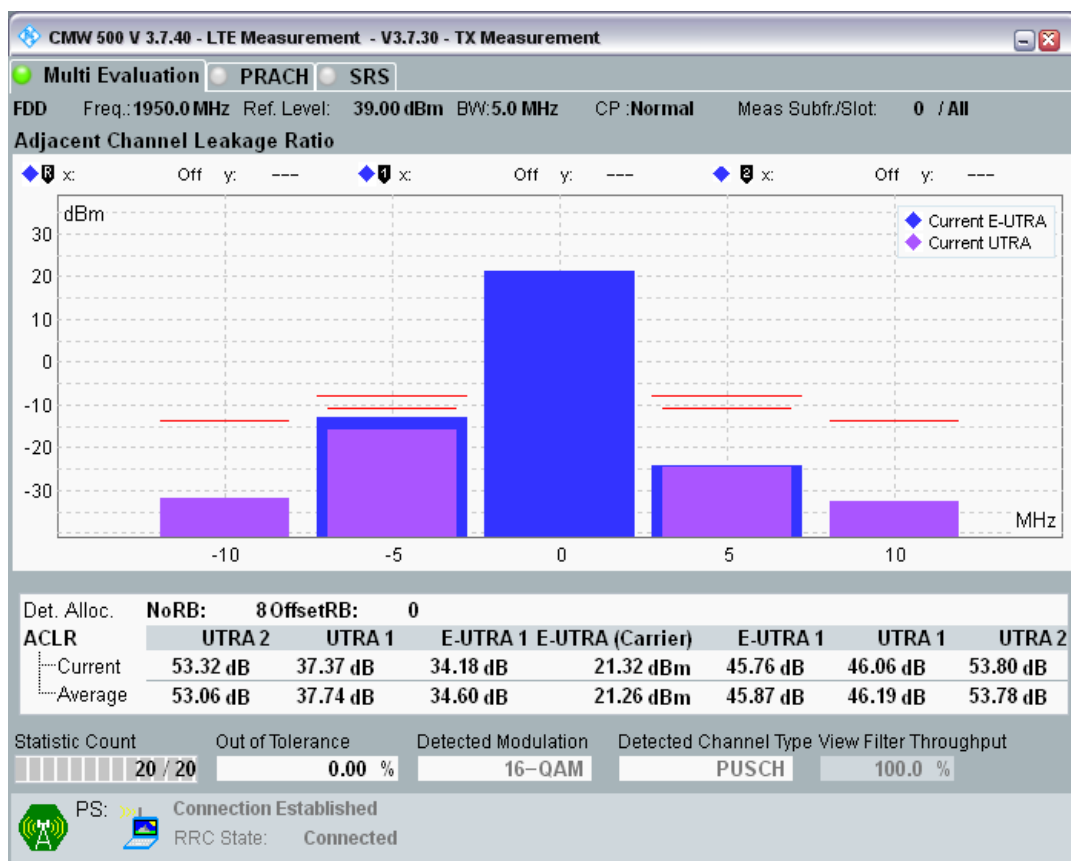 CMW 500 V 3.7.40 - LTE Measurement - V3.7.30 - TX Measurement
Multi Evaluation PRACH SRS
FDD Freq.: 1950.0 MHz Ref. Level: 39.00 dBm BW: 5.0 MHz CP : Normal Meas Subfr./Slot: 0 / All
Adjacent Channel Leakage Ratio
R x: Off y: --- 1 x: Off y: --- 2 x: Off y: ---
dBm
Current E-UTRA
Current UTRA
30
20
10
0
-10
-20
-30
MHz
-10 -5 0 5 10
Det. Alloc. NoRB: 8 OffsetRB: 0
ACLR UTRA 2 UTRA 1 E-UTRA 1 E-UTRA (Carrier) E-UTRA 1 UTRA 1 UTRA 2
Current 53.32 dB 37.37 dB 34.18 dB 21.32 dBm 45.76 dB 46.06 dB 53.80 dB
Average 53.06 dB 37.74 dB 34.60 dB 21.26 dBm 45.87 dB 46.19 dB 53.78 dB
Statistic Count Out of Tolerance Detected Modulation Detected Channel Type View Filter Throughput
20 / 20 0.00 % 16-QAM PUSCH 100.0 %
PS: Connection Established
RRC State: Connected